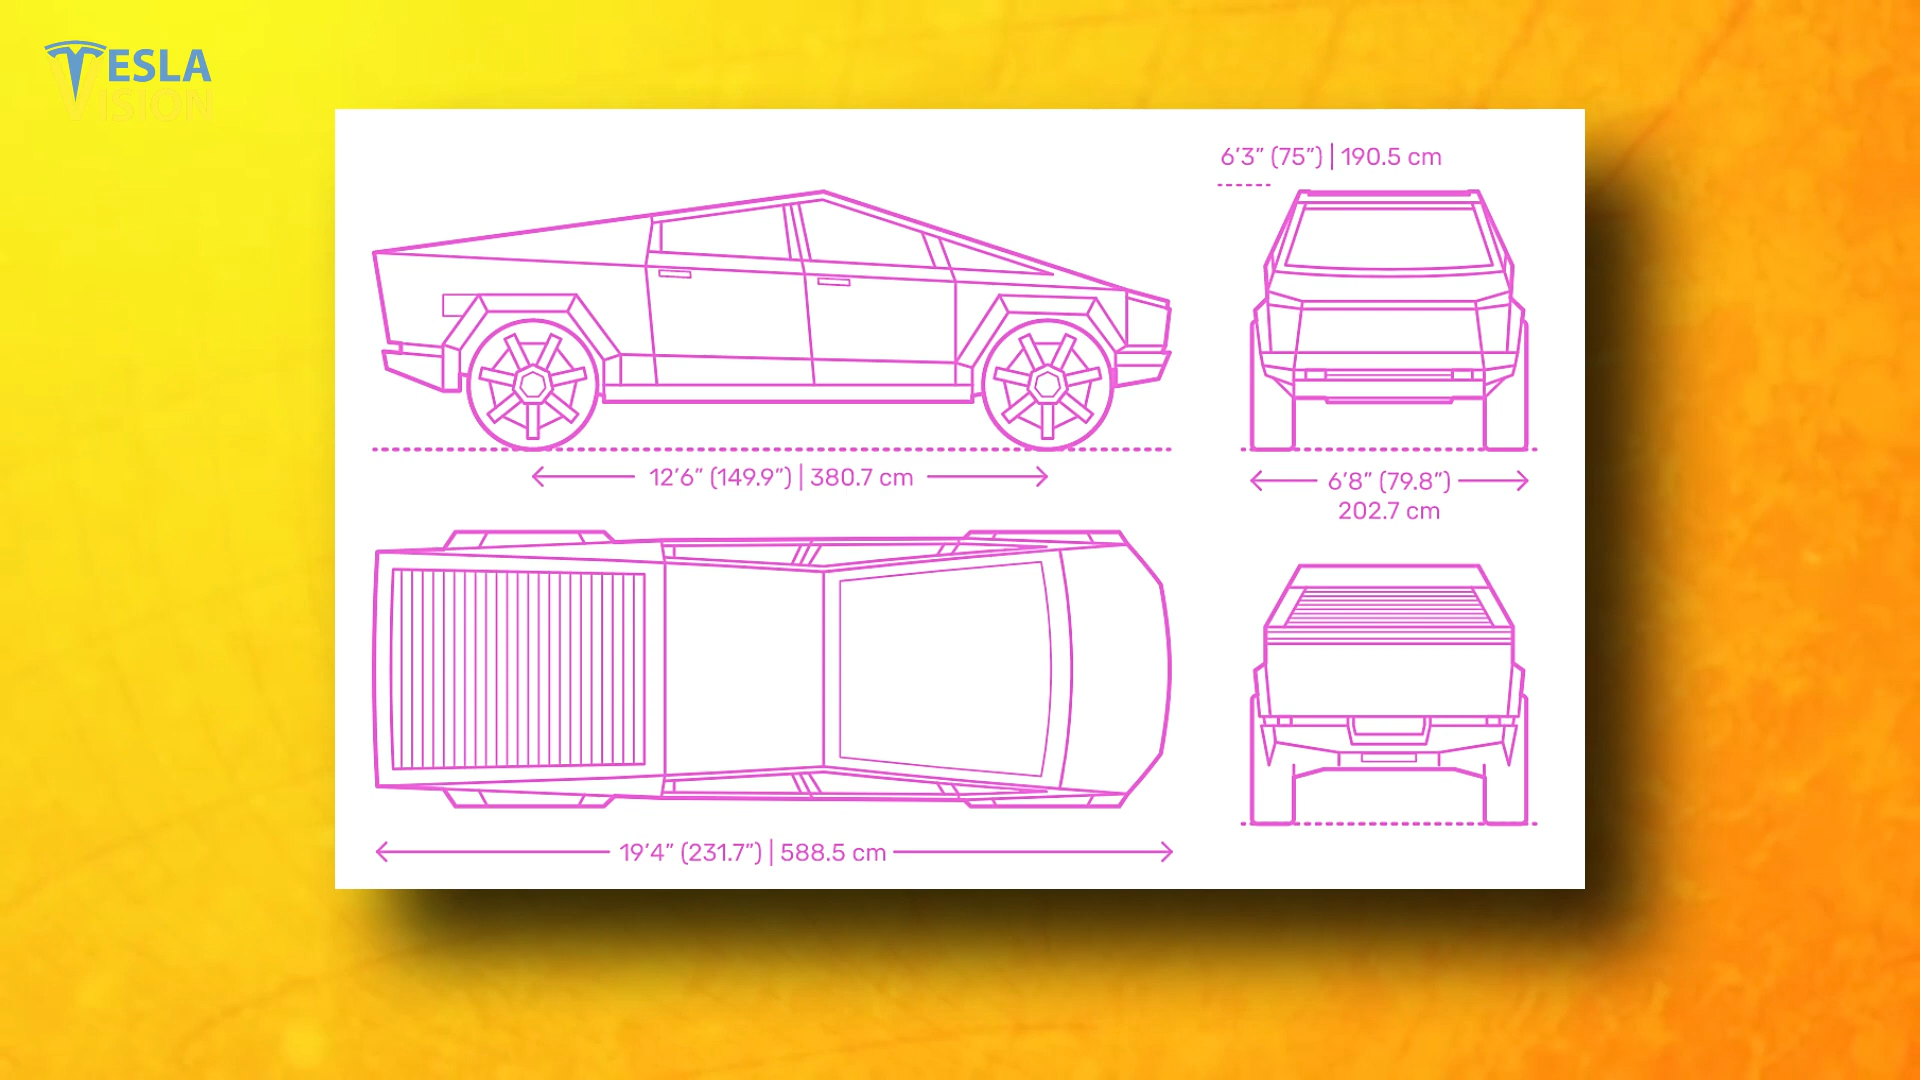 TESLA
VISION
6'3” (75”) | 190.5 cm
12'6” (149.9”) | 380.7 cm
6'8” (79.8”)
202.7 cm
19'4” (231.7”) | 588.5 cm